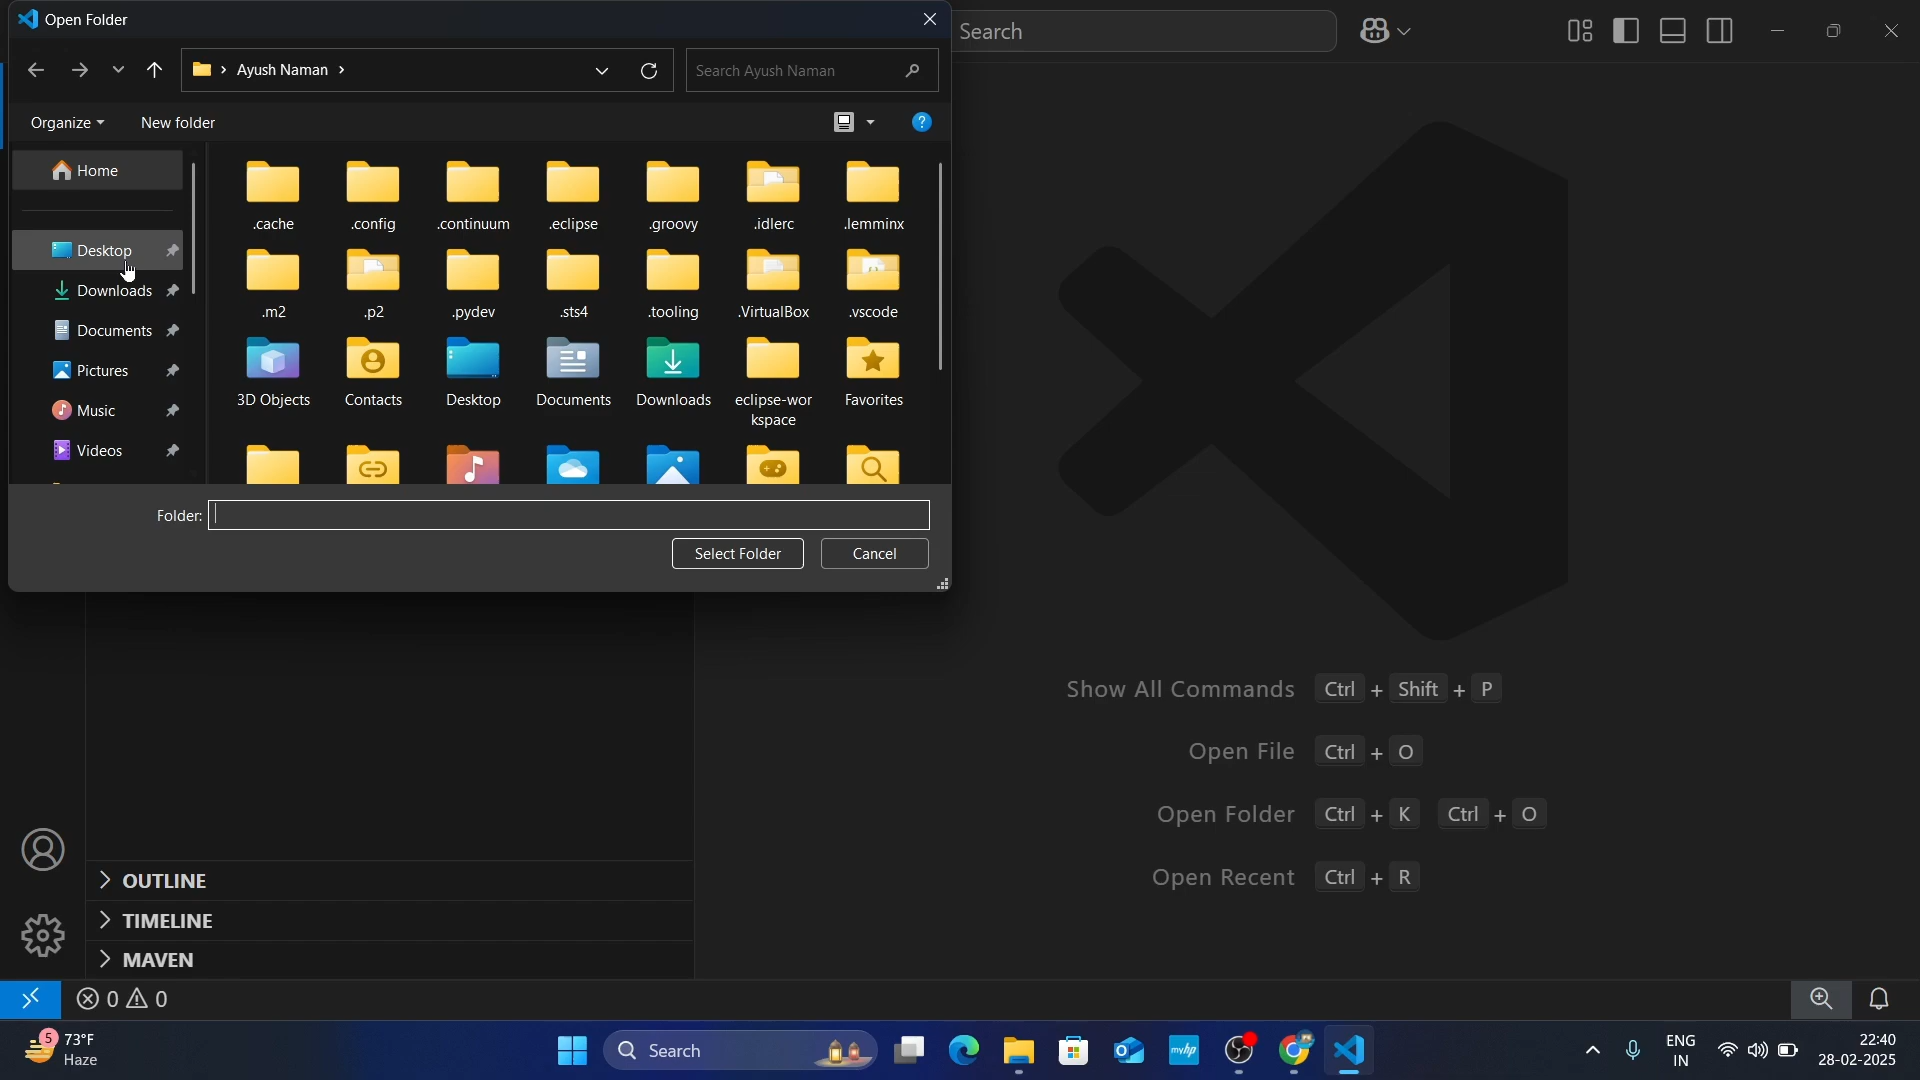 Open Folder
Search
Ayush Naman
Search Ayush Naman
Organize
New folder
Home
Desktop
Downloads
Documents
Pictures
Music
Videos
.cache
.config
.continuum
.eclipse
.groovy
.idlerc
.lemminx
.m2
.p2
.pydev
.sts4
.tooling
.VirtualBox
.vscode
3D Objects
Contacts
Desktop
Documents
Downloads
eclipse-wor
kspace
Favorites
Folder:
Select Folder
Cancel
Show All Commands Ctrl + Shift + P
Open File Ctrl + O
Open Folder Ctrl + K Ctrl + O
Open Recent Ctrl + R
OUTLINE
TIMELINE
MAVEN
0 0
5
73°F
Haze
Search
myhp
ENG
IN
22:40
28-02-2025